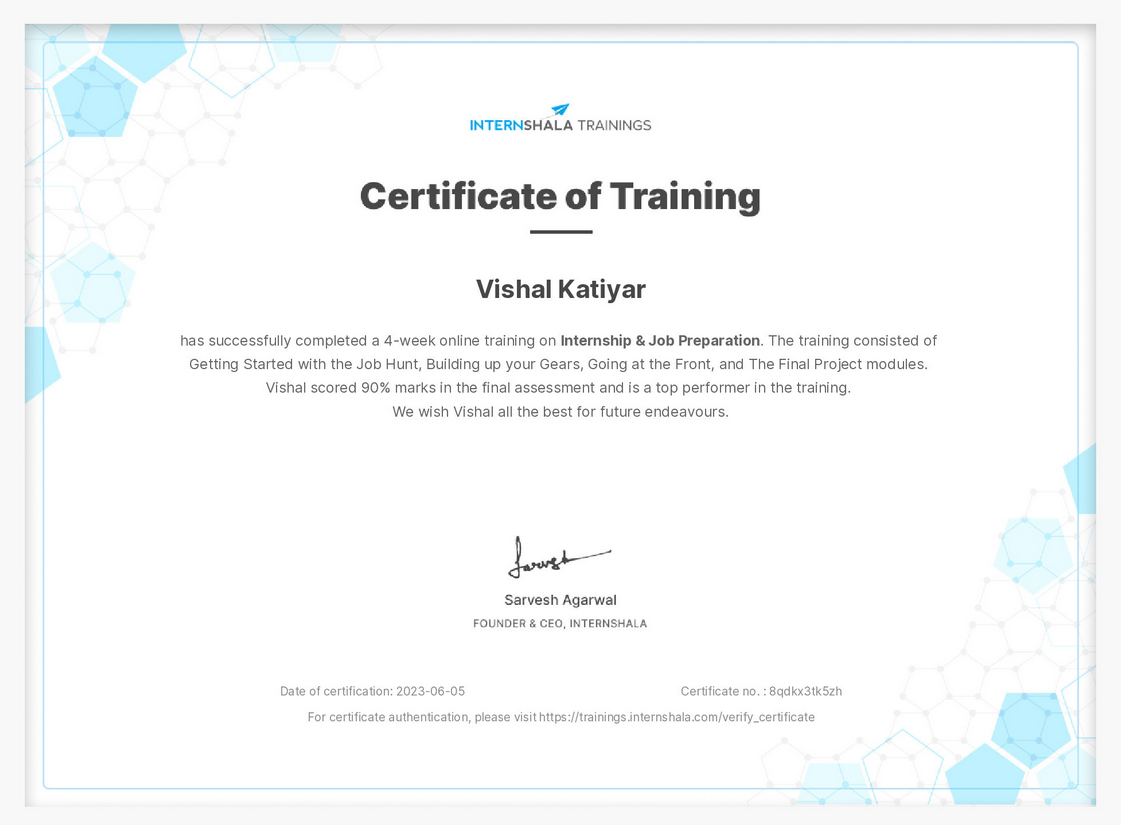 INTERNSHALA TRAININGS
Certificate of Training
Vishal Katiyar
has successfully completed a 4-week online training on Internship & Job Preparation. The training consisted of
Getting Started with the Job Hunt, Building up your Gears, Going at the Front, and The Final Project modules.
Vishal scored 90% marks in the final assessment and is a top performer in the training.
We wish Vishal all the best for future endeavours.
Sarvesh
Sarvesh Agarwal
FOUNDER & CEO, INTERNSHALA
Date of certification: 2023-06-05
Certificate no. : 8qdkx3tk5zh
For certificate authentication, please visit https://trainings.internshala.com/verify_certificate